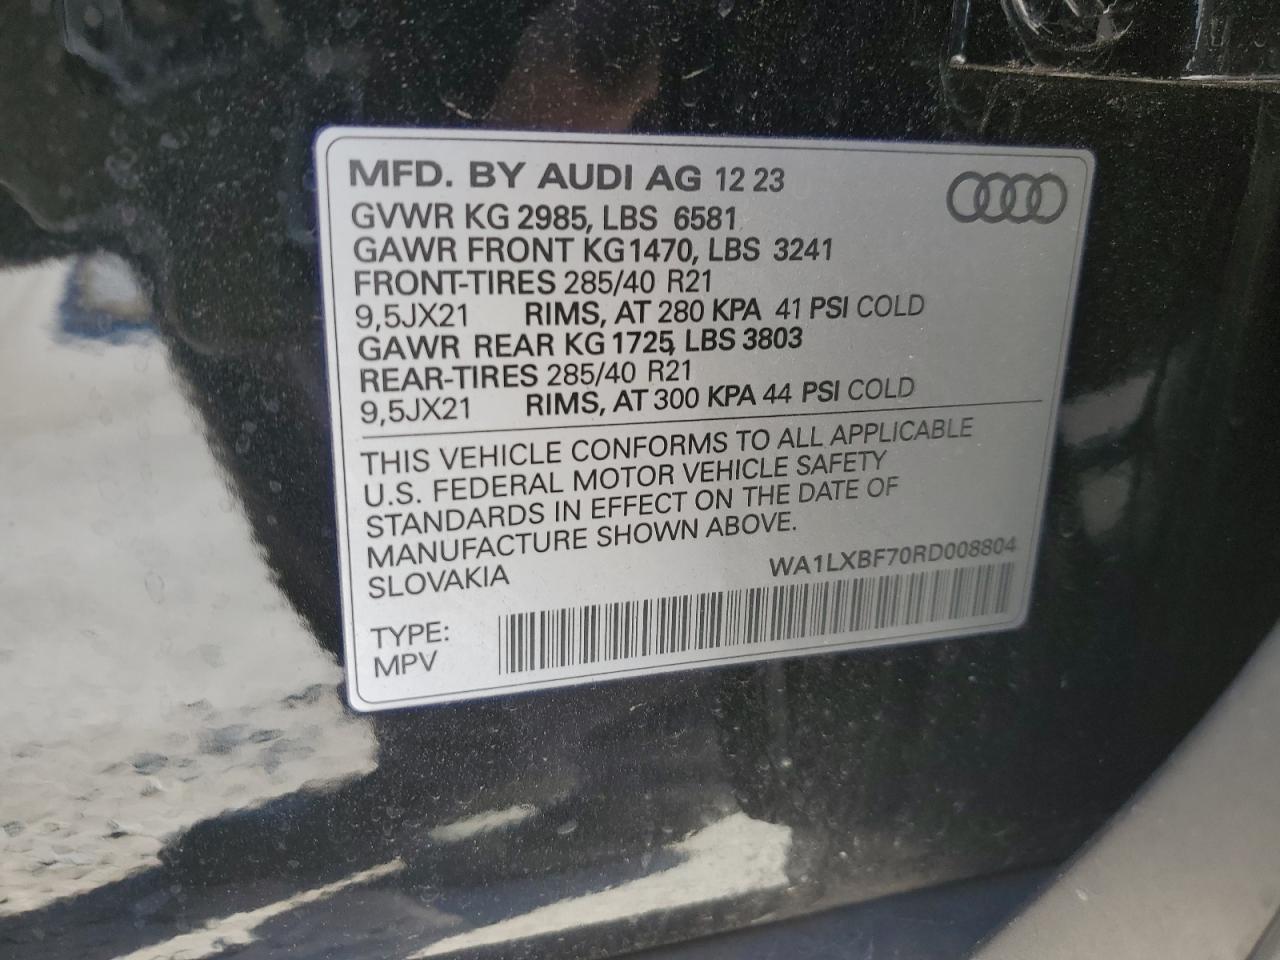 MFD. BY AUDI AG 12 23
GVWR KG 2985, LBS 6581
GAWR FRONT KG1470, LBS 3241
FRONT-TIRES 285/40 R21
9,5JX21 RIMS, AT 280 KPA 41 PSI COLD
GAWR REAR KG 1725, LBS 3803
REAR-TIRES 285/40 R21
9,5JX21 RIMS, AT 300 KPA 44 PSI COLD
THIS VEHICLE CONFORMS TO ALL APPLICABLE
U.S. FEDERAL MOTOR VEHICLE SAFETY
STANDARDS IN EFFECT ON THE DATE OF
MANUFACTURE SHOWN ABOVE.
SLOVAKIA
WA1LXBF70RD008804
TYPE:
MPV